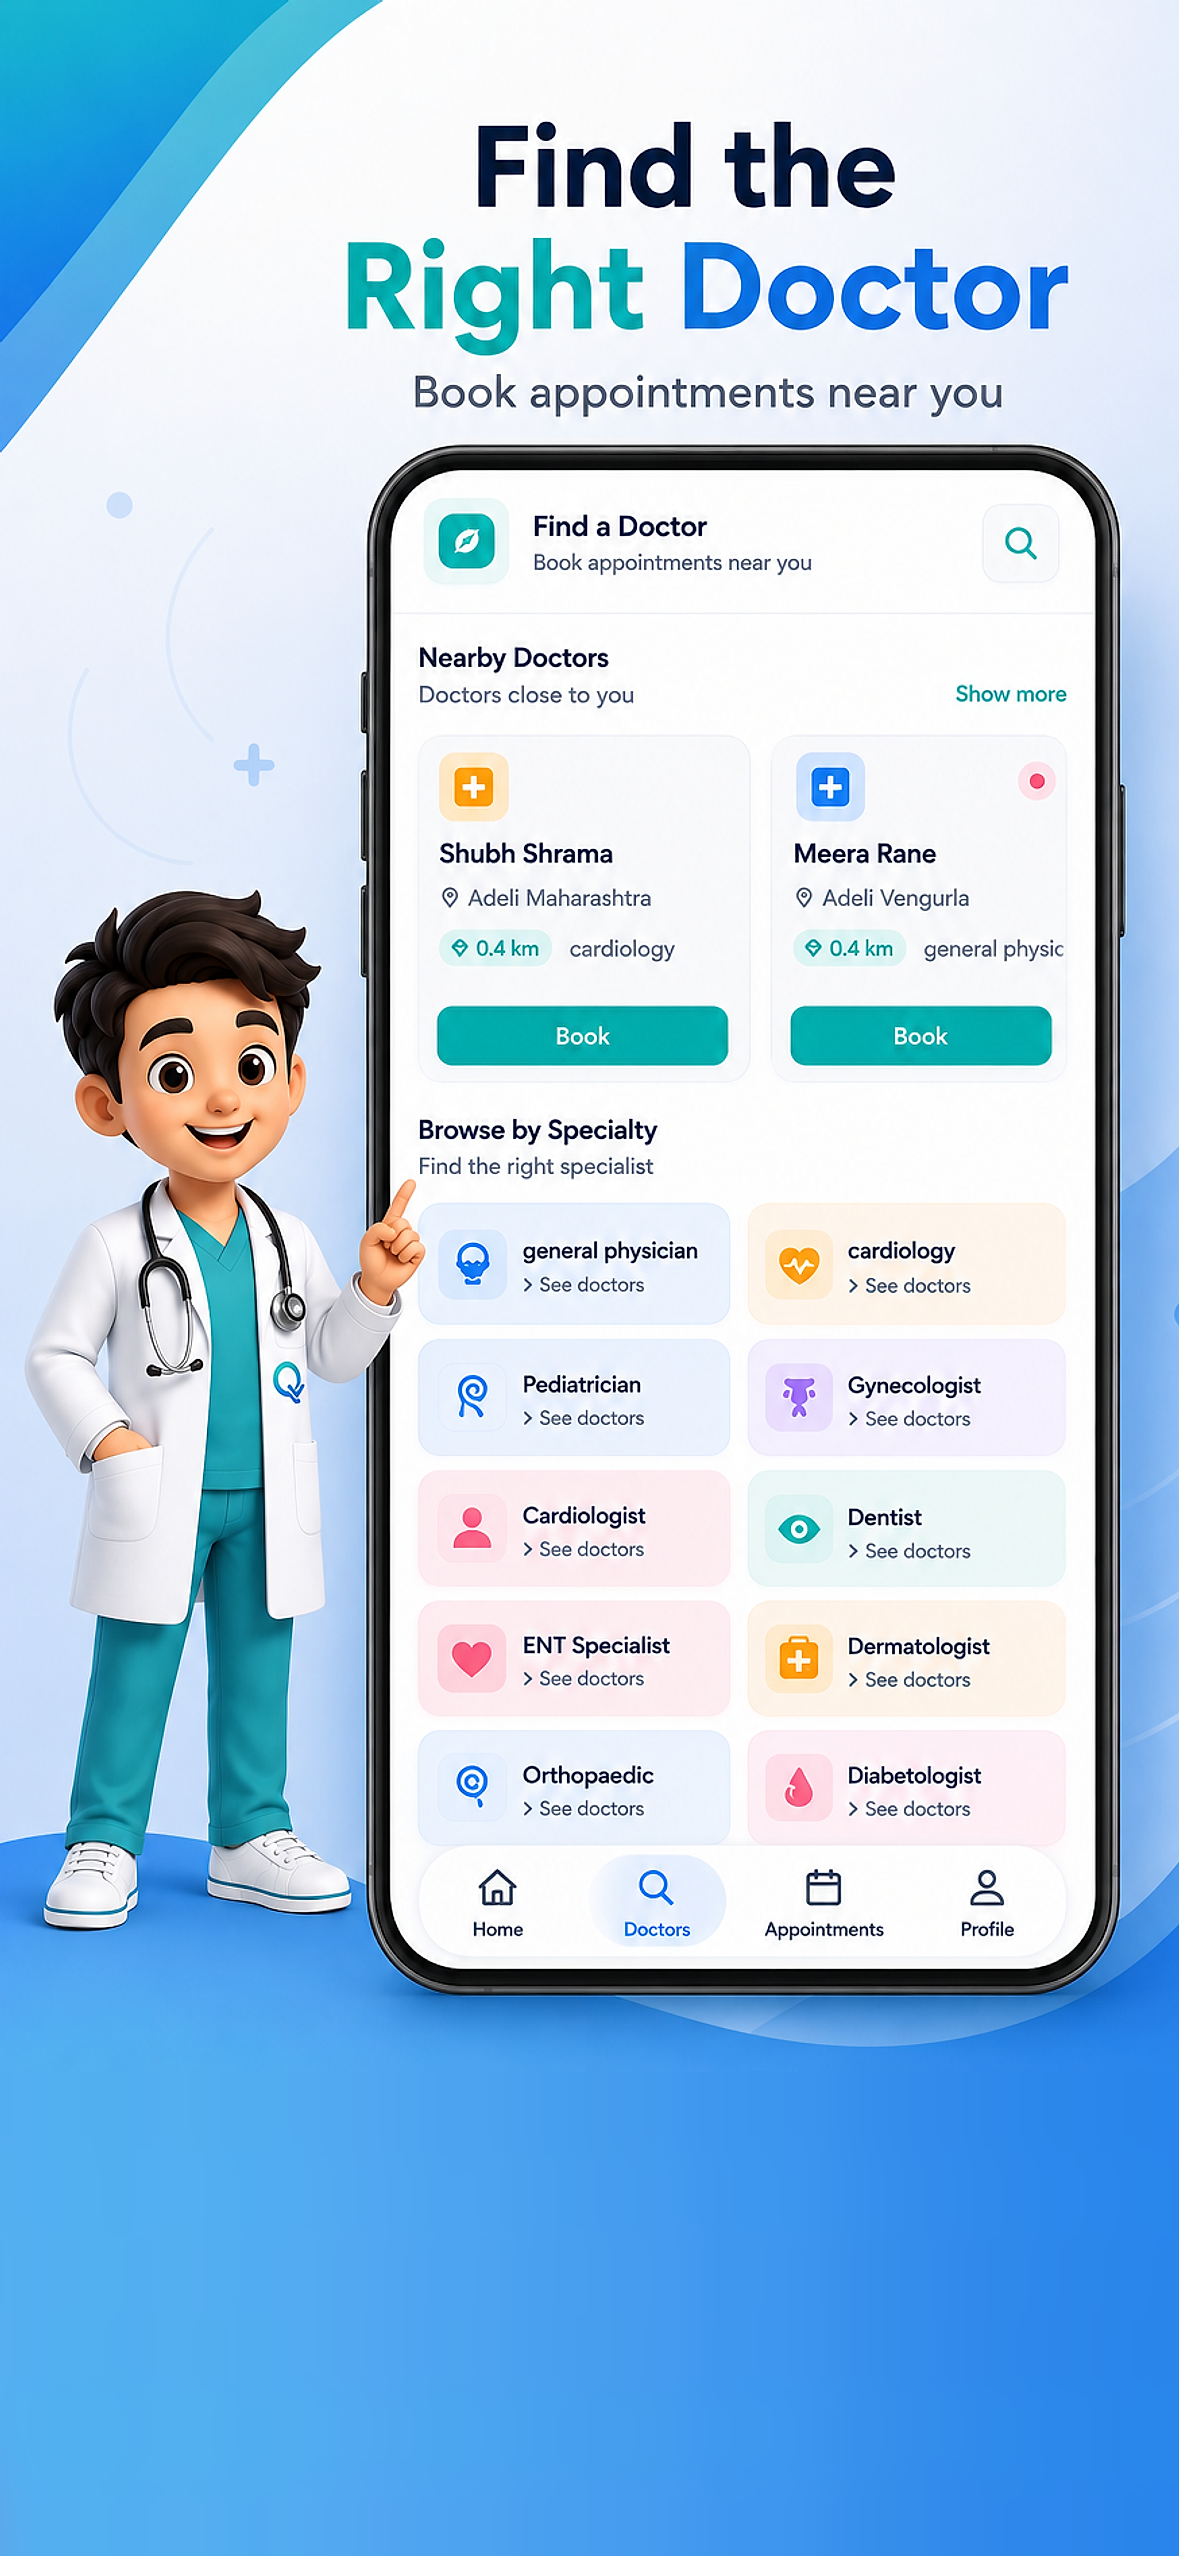 Find the
Right Doctor
Book appointments near you
Find a Doctor
Book appointments near you
Nearby Doctors
Doctors close to you
Show more
Shubh Shrama
Adeli Maharashtra
0.4 km cardiology
Book
Meera Rane
Adeli Vengurla
0.4 km general physic
Book
Browse by Specialty
Find the right specialist
general physician
> See doctors
cardiology
> See doctors
Pediatrician
> See doctors
Gynecologist
> See doctors
Cardiologist
> See doctors
Dentist
> See doctors
ENT Specialist
> See doctors
Dermatologist
> See doctors
Orthopaedic
> See doctors
Diabetologist
> See doctors
Home
Doctors
Appointments
Profile